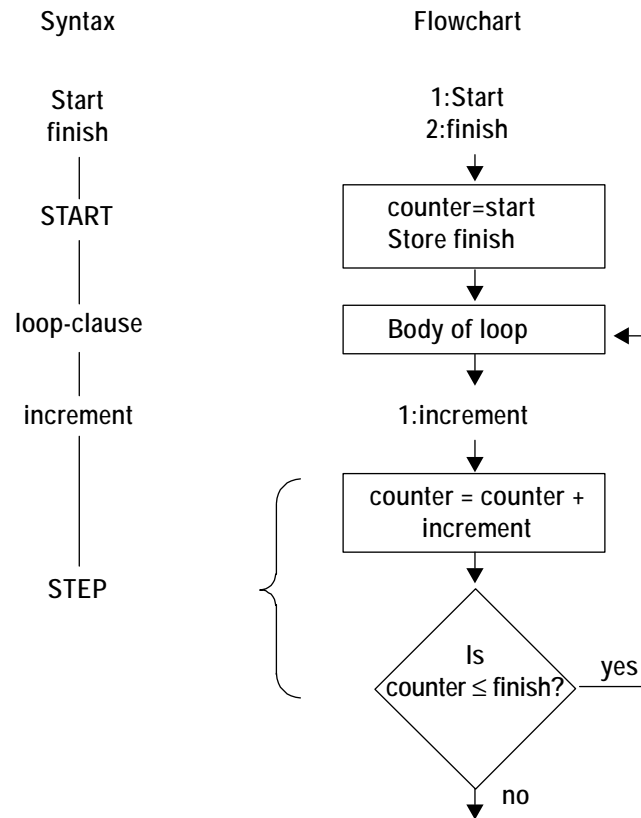 Syntax
Flowchart
Start
finish
START
loop-clause
increment
STEP
1:Start
2:finish
counter=start
Store finish
Body of loop
1:increment
counter = counter +
increment
Is
counter ≤ finish?
yes
no